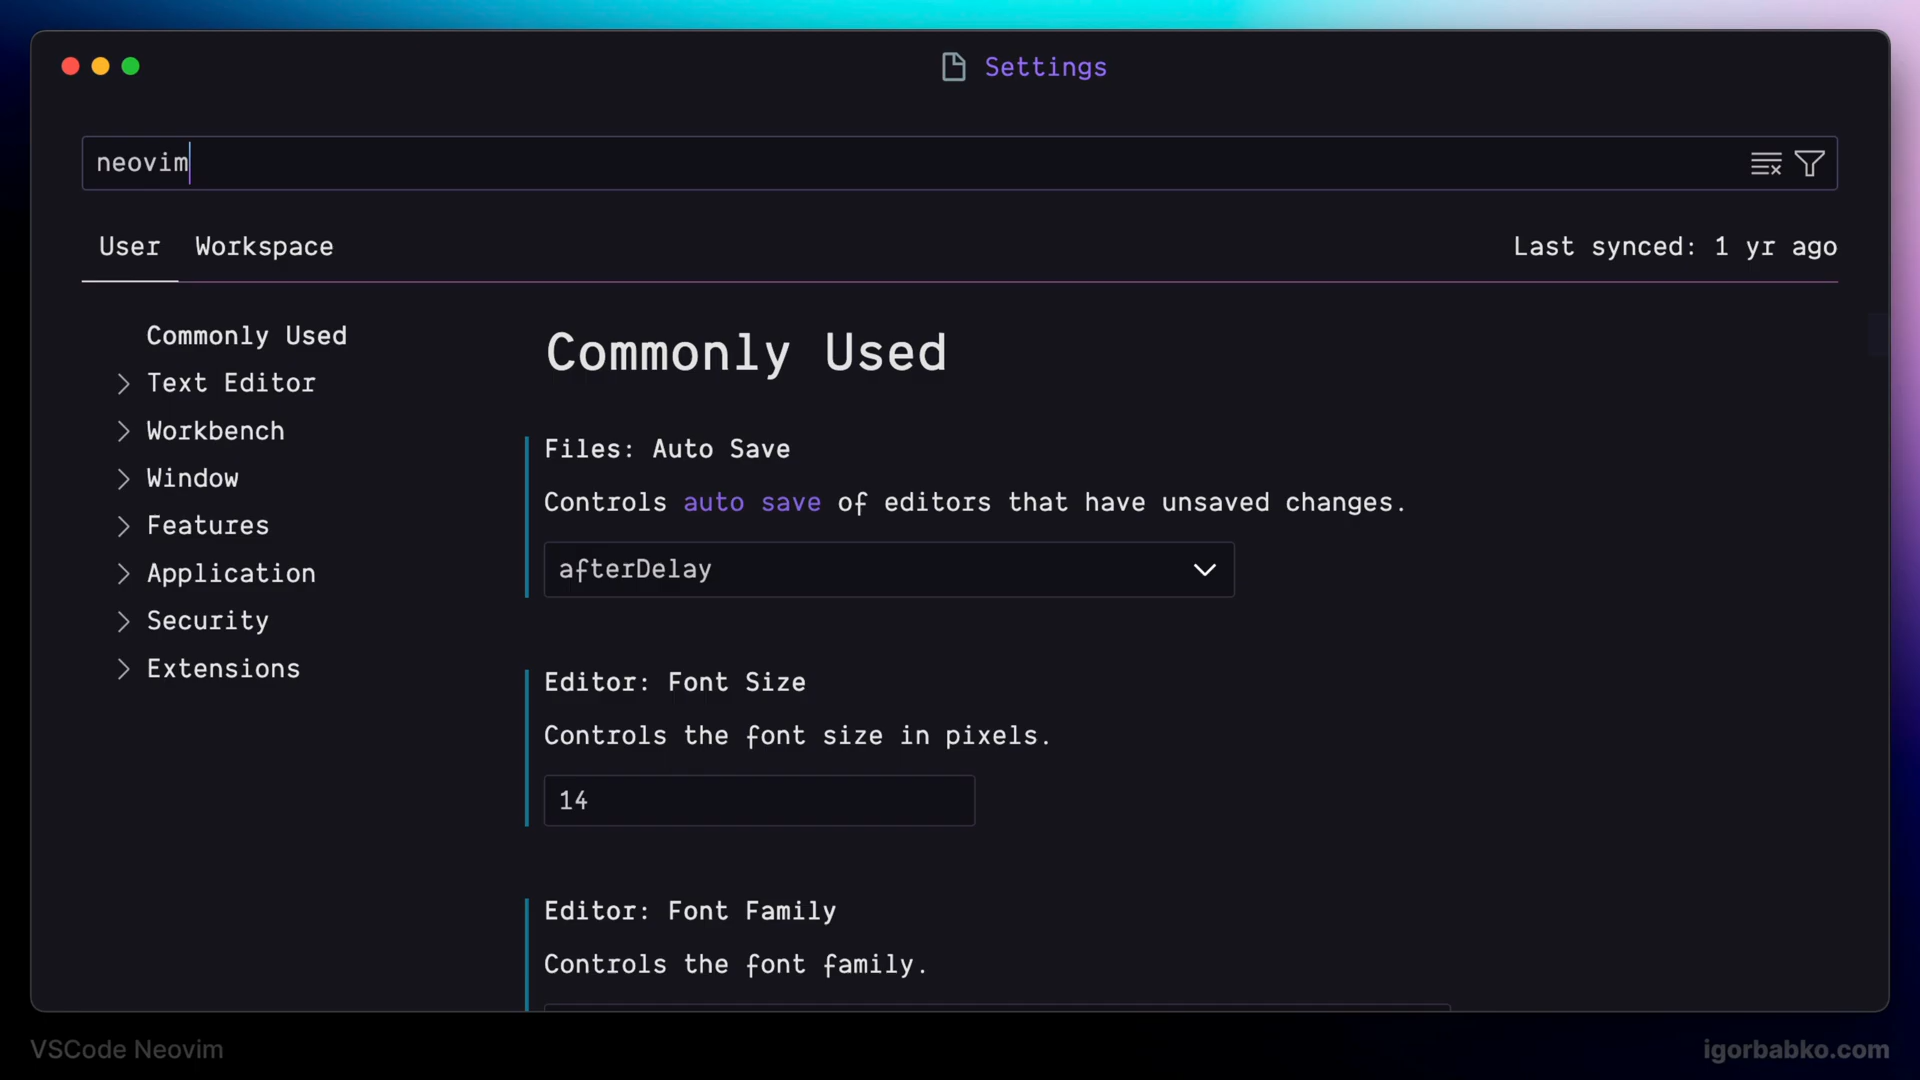 Settings
neovim
User Workspace Last synced: 1 yr ago
Commonly Used
Text Editor
Workbench
Window
Features
Application
Security
Extensions
Commonly Used
Files: Auto Save
Controls auto save of editors that have unsaved changes.
afterDelay
Editor: Font Size
Controls the font size in pixels.
14
Editor: Font Family
Controls the font family.
VSCode Neovim
igorbabko.com